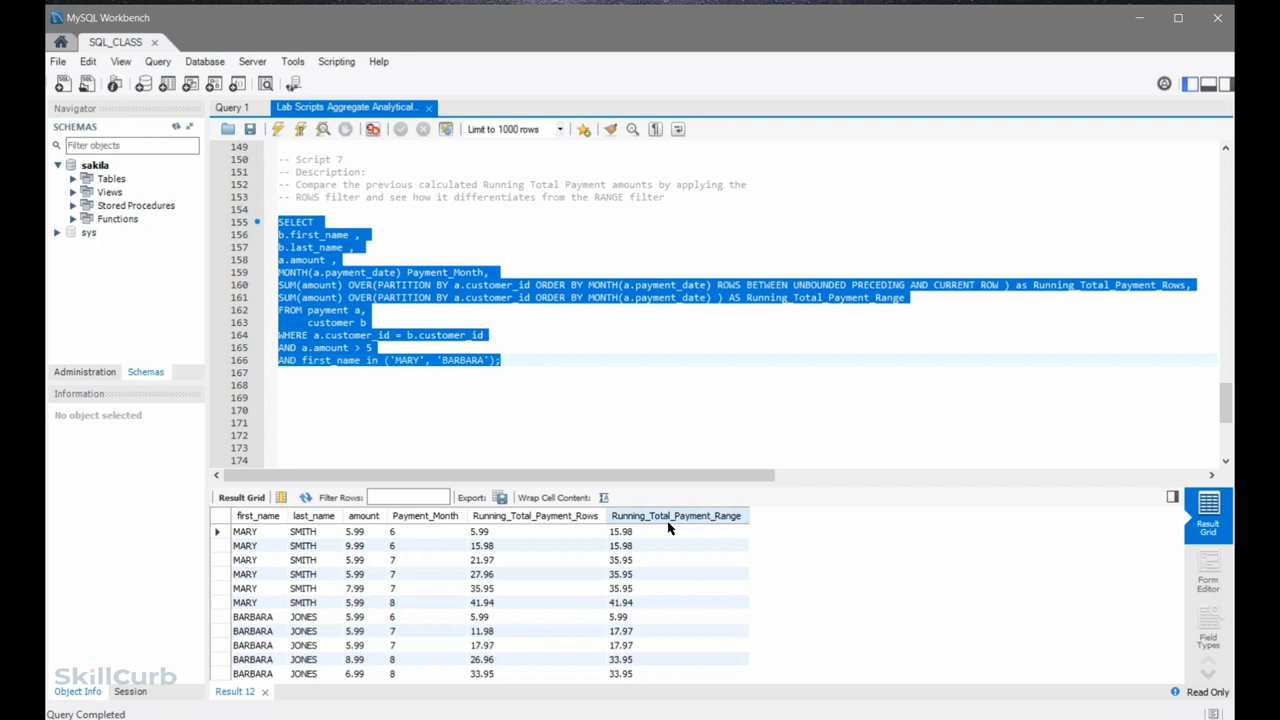 MySQL Workbench
SQL_CLASS
File Edit View Query Database Server Tools Scripting Help
Navigator
Query 1
Lab Scripts Aggregate Analytical...
SCHEMAS
Limit to 1000 rows
Filter objects
sakila
Tables
Views
Stored Procedures
Functions
sys
149
150 -- Script 7
151 -- Description:
152 -- Compare the previous calculated Running Total Payment amounts by applying the
153 -- ROWS filter and see how it differentiates from the RANGE filter
154
155 SELECT
156 b.first_name ,
157 b.last_name ,
158 a.amount ,
159 MONTH(a.payment_date) Payment_Month,
160 SUM(amount) OVER(PARTITION BY a.customer_id ORDER BY MONTH(a.payment_date) ROWS BETWEEN UNBOUNDED PRECEDING AND CURRENT ROW ) as Running_Total_Payment_Rows,
161 SUM(amount) OVER(PARTITION BY a.customer_id ORDER BY MONTH(a.payment_date) ) AS Running_Total_Payment_Range
162 FROM payment a,
163 customer b
164 WHERE a.customer_id = b.customer_id
165 AND a.amount > 5
166 AND first_name in ('MARY', 'BARBARA');
167
168
169
170
171
172
173
174
Administration Schemas
Information
No object selected
Result Grid Filter Rows: Export: Wrap Cell Content:
first_name last_name amount Payment_Month Running_Total_Payment_Rows Running_Total_Payment_Range
MARY SMITH 5.99 6 5.99 15.98
MARY SMITH 9.99 6 15.98 15.98
MARY SMITH 5.99 7 21.97 35.95
MARY SMITH 5.99 7 27.96 35.95
MARY SMITH 7.99 7 35.95 35.95
MARY SMITH 5.99 8 41.94 41.94
BARBARA JONES 5.99 6 5.99 5.99
BARBARA JONES 5.99 7 11.98 17.97
BARBARA JONES 5.99 7 17.97 17.97
BARBARA JONES 8.99 8 26.96 33.95
BARBARA JONES 6.99 8 33.95 33.95
Result Grid
Form Editor
Field Types
SkillCurb
Object Info Session
Result 12
Read Only
Query Completed